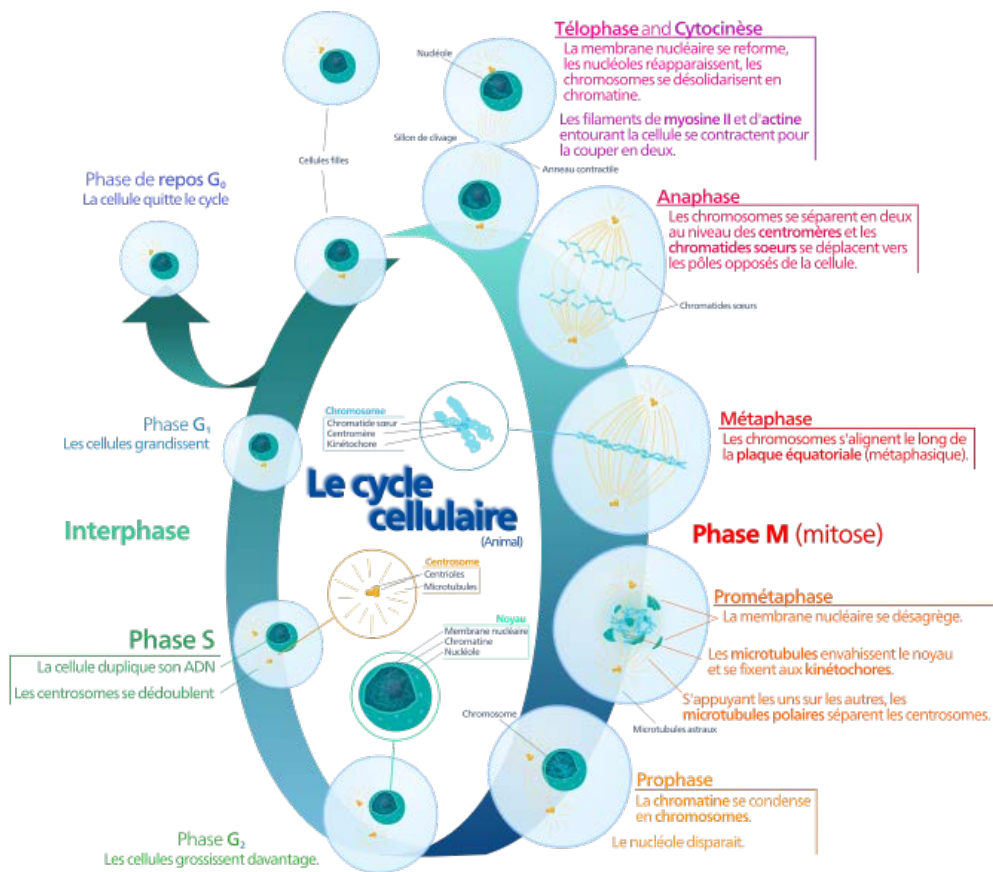 Télophase and Cytocinèse
La membrane nucléaire se reforme,
les nucléoles réapparaissent, les
chromosomes se désolidarisent en
chromatine.
Les filaments de myosine II et d'actine
entourant la cellule se contractent pour
la couper en deux.
Nucléole
Sillon de clivage
Anneau contractile
Cellules filles
Phase de repos G₀
La cellule quitte le cycle
Anaphase
Les chromosomes se séparent en deux
au niveau des centromères et les
chromatides soeurs se déplacent vers
les pôles opposés de la cellule.
Chromatides sœurs
Phase G₁
Les cellules grandissent
Chromosome
Chromatide sœur
Centromère
Kinétochore
Métaphase
Les chromosomes s'alignent le long de
la plaque équatoriale (métaphasique).
Le cycle
cellulaire
(Animal)
Interphase
Phase M (mitose)
Centrosome
Centrioles
Microtubules
Prométaphase
La membrane nucléaire se désagrège.
Les microtubules envahissent le noyau
et se fixent aux kinétochores.
S'appuyant les uns sur les autres, les
microtubules polaires séparent les centrosomes.
Microtubules astraux
Phase S
La cellule duplique son ADN
Les centrosomes se dédoublent
Noyau
Membrane nucléaire
Chromatine
Nucléole
Chromosome
Prophase
La chromatine se condense
en chromosomes.
Le nucléole disparait.
Phase G₂
Les cellules grossissent davantage.